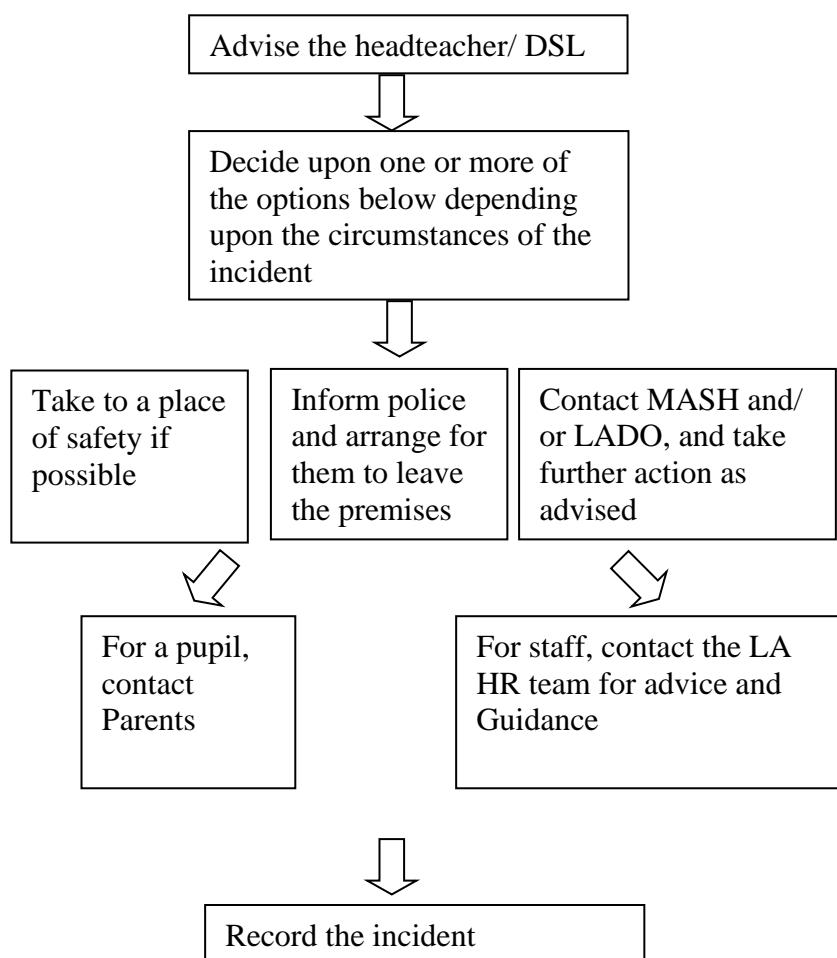 Advise the headteacher/ DSL
Decide upon one or more of
the options below depending
upon the circumstances of the
incident
Take to a place
of safety if
possible
Inform police
and arrange for
them to leave
the premises
Contact MASH and/
or LADO, and take
further action as
advised
For a pupil,
contact
Parents
For staff, contact the LA
HR team for advice and
Guidance
Record the incident